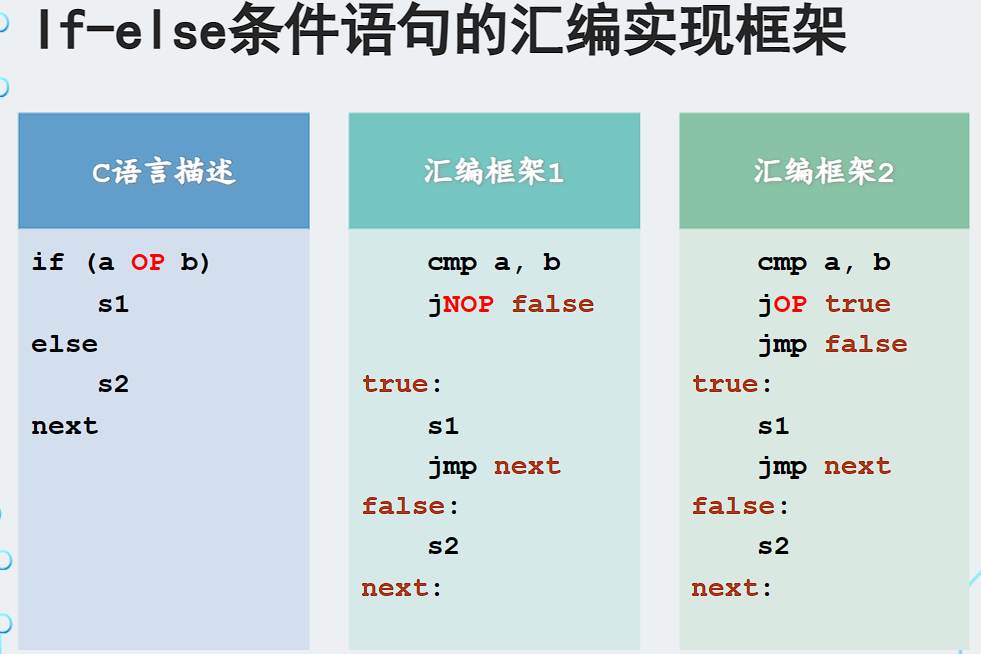 If-else条件语句的汇编实现框架
C语言描述
if (a OP b)
s1
else
s2
next
汇编框架1
cmp a, b
jNOP false
true:
s1
jmp next
false:
s2
next:
汇编框架2
cmp a, b
jOP true
jmp false
true:
s1
jmp next
false:
s2
next: